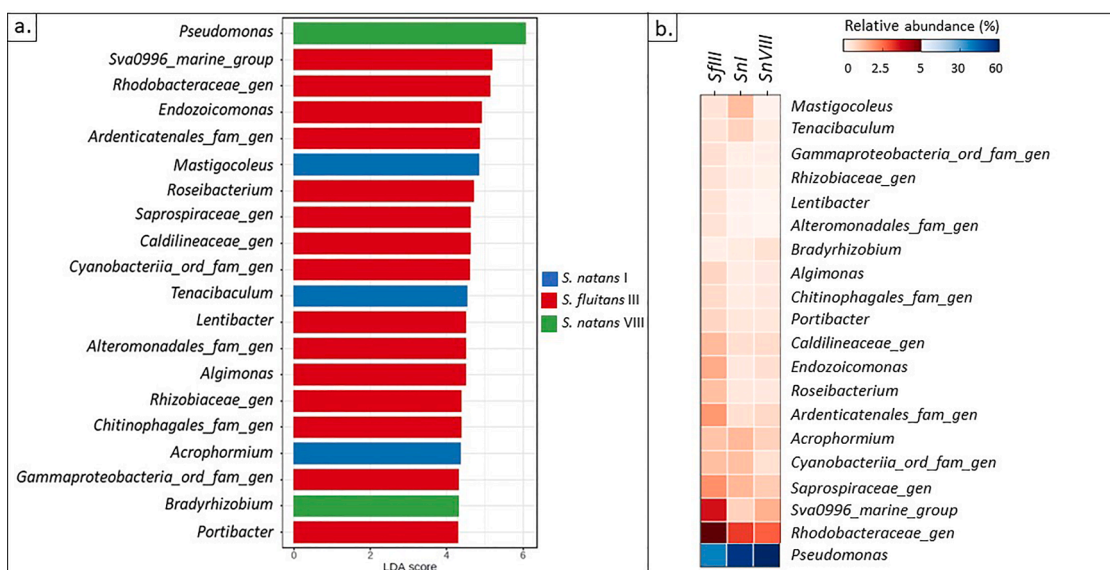 a.
Pseudomonas
Sva0996_marine_group
Rhodobacteraceae_gen
Endozoicomonas
Ardenticatenales_fam_gen
Mastigocoleus
Roseibacterium
Saprospiraceae_gen
Caldilineaceae_gen
Cyanobacteriia_ord_fam_gen
Tenacibaculum
Lentibacter
Alteromonadales_fam_gen
Algimonas
Rhizobiaceae_gen
Chitinophagales_fam_gen
Acrophormium
Gammaproteobacteria_ord_fam_gen
Bradyrhizobium
Portibacter
0 2 4 6
LDA score
S. natans I
S. fluitans III
S. natans VIII
b.
Relative abundance (%)
0 2.5 5 30 60
SfIII SnI SnVIII
Mastigocoleus
Tenacibaculum
Gammaproteobacteria_ord_fam_gen
Rhizobiaceae_gen
Lentibacter
Alteromonadales_fam_gen
Bradyrhizobium
Algimonas
Chitinophagales_fam_gen
Portibacter
Caldilineaceae_gen
Endozoicomonas
Roseibacterium
Ardenticatenales_fam_gen
Acrophormium
Cyanobacteriia_ord_fam_gen
Saprospiraceae_gen
Sva0996_marine_group
Rhodobacteraceae_gen
Pseudomonas